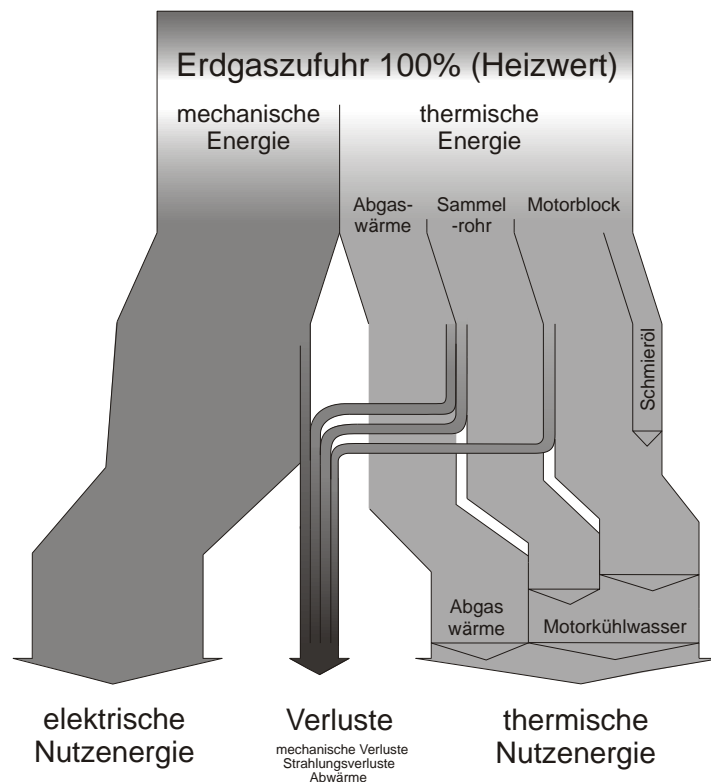 Erdgaszufuhr 100% (Heizwert)
mechanische
Energie
thermische
Energie
Abgas-
wärme
Sammel
-rohr
Motorblock
Schmieröl
Abgas
wärme
Motorkühlwasser
elektrische
Nutzenergie
Verluste
mechanische Verluste
Strahlungsverluste
Abwärme
thermische
Nutzenergie